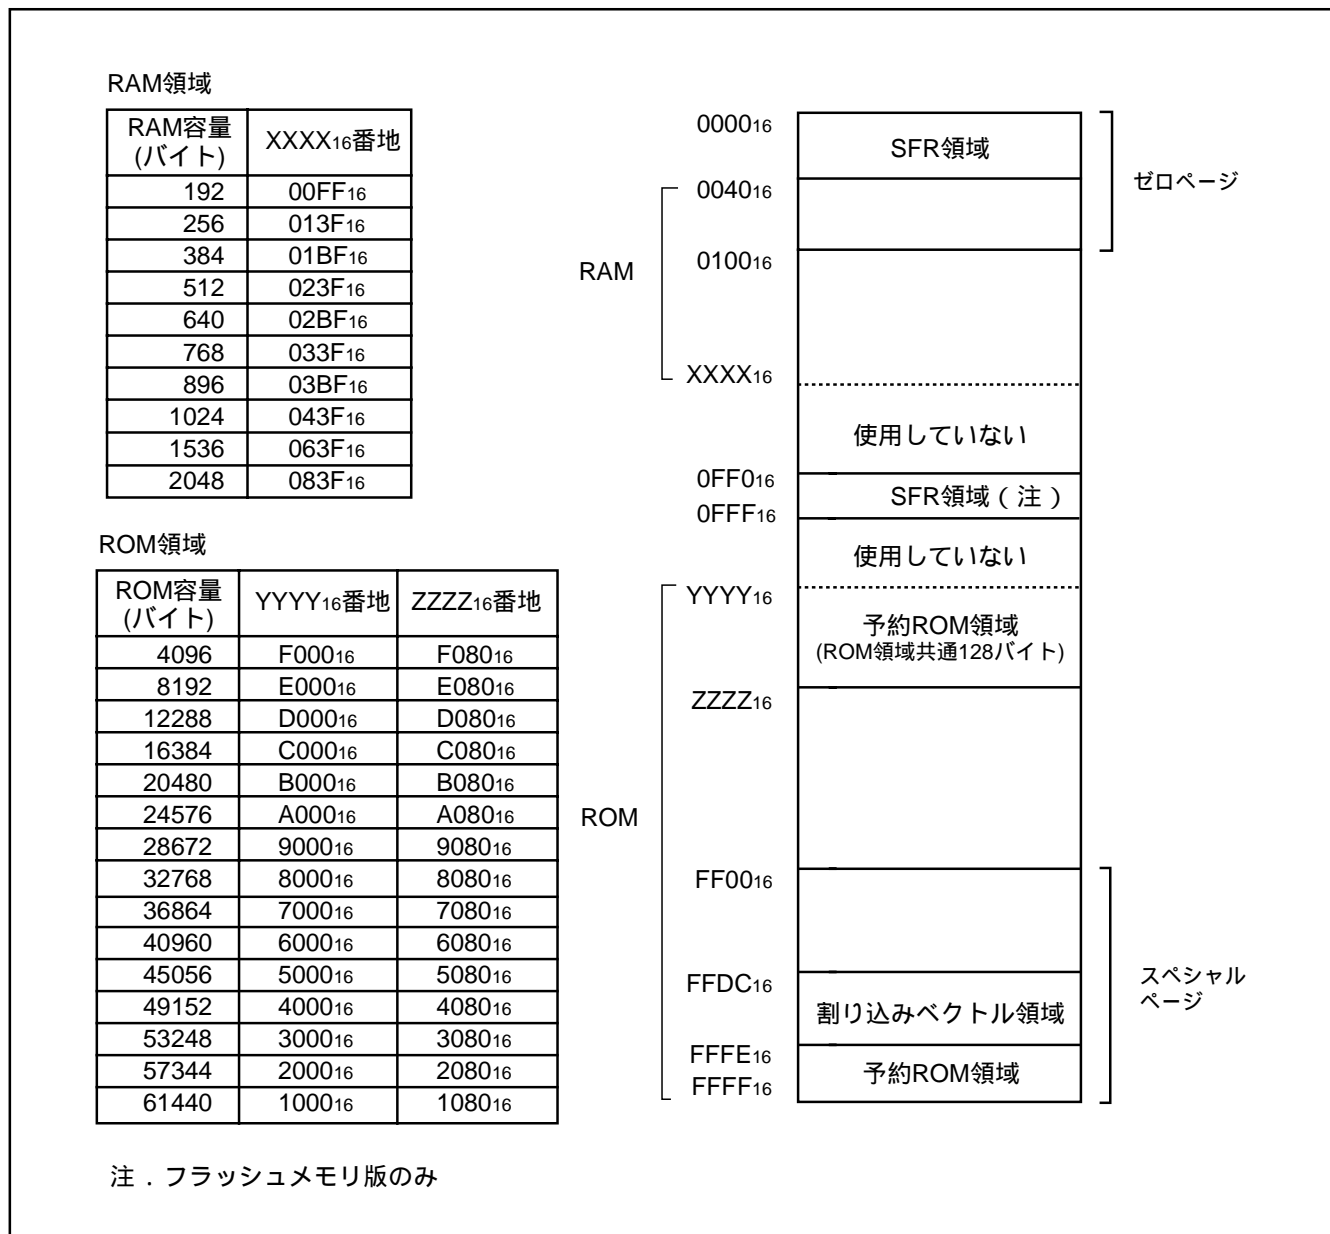 RAM領域
RAM容量
(バイト)
XXXX16番地
192 00FF16
256 013F16
384 01BF16
512 023F16
640 02BF16
768 033F16
896 03BF16
1024 043F16
1536 063F16
2048 083F16
ROM領域
ROM容量
(バイト)
YYYY16番地 ZZZZ16番地
4096 F00016 F08016
8192 E00016 E08016
12288 D00016 D08016
16384 C00016 C08016
20480 B00016 B08016
24576 A00016 A08016
28672 900016 908016
32768 800016 808016
36864 700016 708016
40960 600016 608016
45056 500016 508016
49152 400016 408016
53248 300016 308016
57344 200016 208016
61440 100016 108016
注．フラッシュメモリ版のみ
RAM
ROM
000016
004016
010016
XXXX16
0FF016
0FFF16
YYYY16
ZZZZ16
FF0016
FFDC16
FFFE16
FFFF16
SFR領域
使用していない
SFR領域（注）
使用していない
予約ROM領域
(ROM領域共通128バイト)
割り込みベクトル領域
予約ROM領域
ゼロページ
スペシャル
ページ